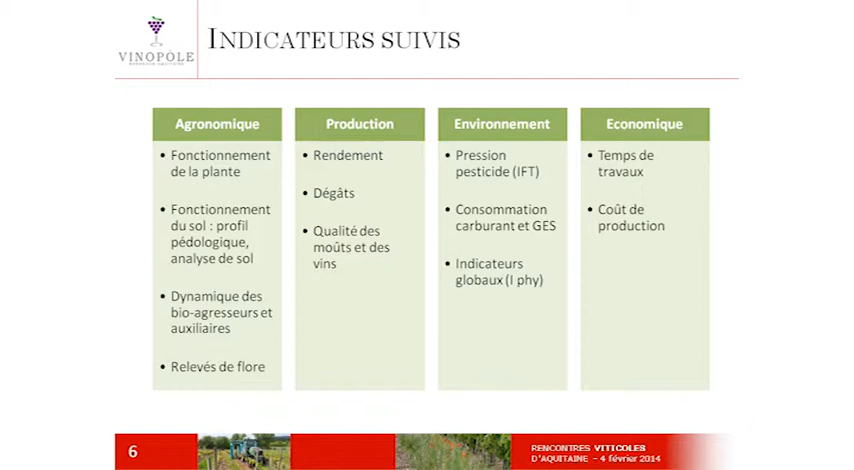 VINOPÔLE
BORDEAUX AQUITAINE
INDICATEURS SUIVIS
Agronomique
• Fonctionnement
de la plante
• Fonctionnement
du sol : profil
pédologique,
analyse de sol
• Dynamique des
bio-agresseurs et
auxiliaires
• Relevés de flore
Production
• Rendement
• Dégâts
• Qualité des
moûts et des
vins
Environnement
• Pression
pesticide (IFT)
• Consommation
carburant et GES
• Indicateurs
globaux (I phy)
Economique
• Temps de
travaux
• Coût de
production
6
RENCONTRES VITICOLES
D'AQUITAINE – 4 février 2014